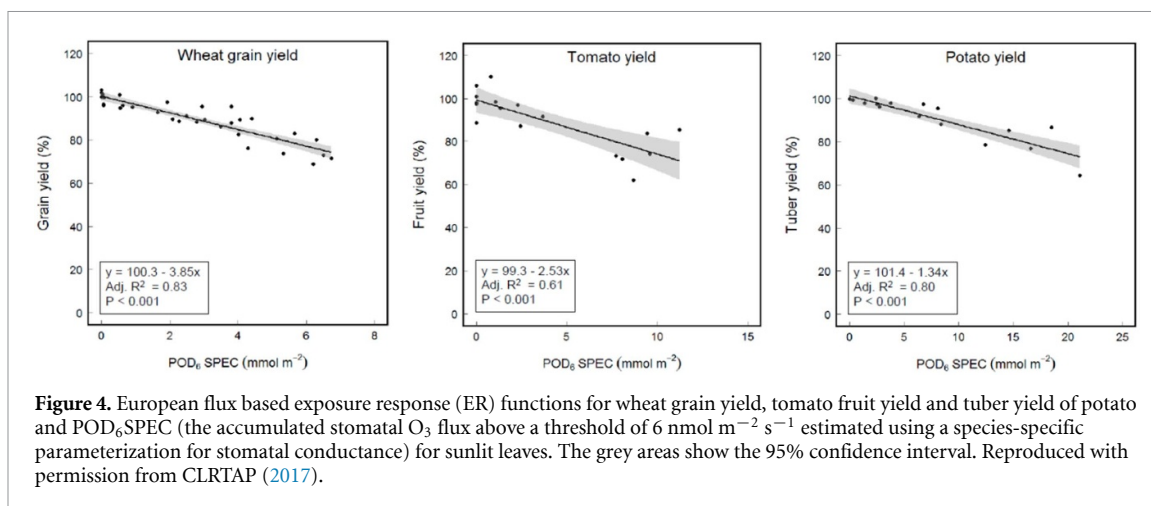 Wheat grain yield
120
100
80
60
40
20
0
Grain yield (%)
y = 100.3 - 3.85x
Adj. R² = 0.83
P < 0.001
0 2 4 6 8
POD₆ SPEC (mmol m⁻²)
Tomato yield
120
100
80
60
40
20
0
Fruit yield (%)
y = 99.3 - 2.53x
Adj. R² = 0.61
P < 0.001
0 5 10 15
POD₆ SPEC (mmol m⁻²)
Potato yield
120
100
80
60
40
20
0
Tuber yield (%)
y = 101.4 - 1.34x
Adj. R² = 0.80
P < 0.001
0 5 10 15 20 25
POD₆ SPEC (mmol m⁻²)
Figure 4. European flux based exposure response (ER) functions for wheat grain yield, tomato fruit yield and tuber yield of potato
and POD₆SPEC (the accumulated stomatal O₃ flux above a threshold of 6 nmol m⁻² s⁻¹ estimated using a species-specific
parameterization for stomatal conductance) for sunlit leaves. The grey areas show the 95% confidence interval. Reproduced with
permission from CLRTAP (2017).